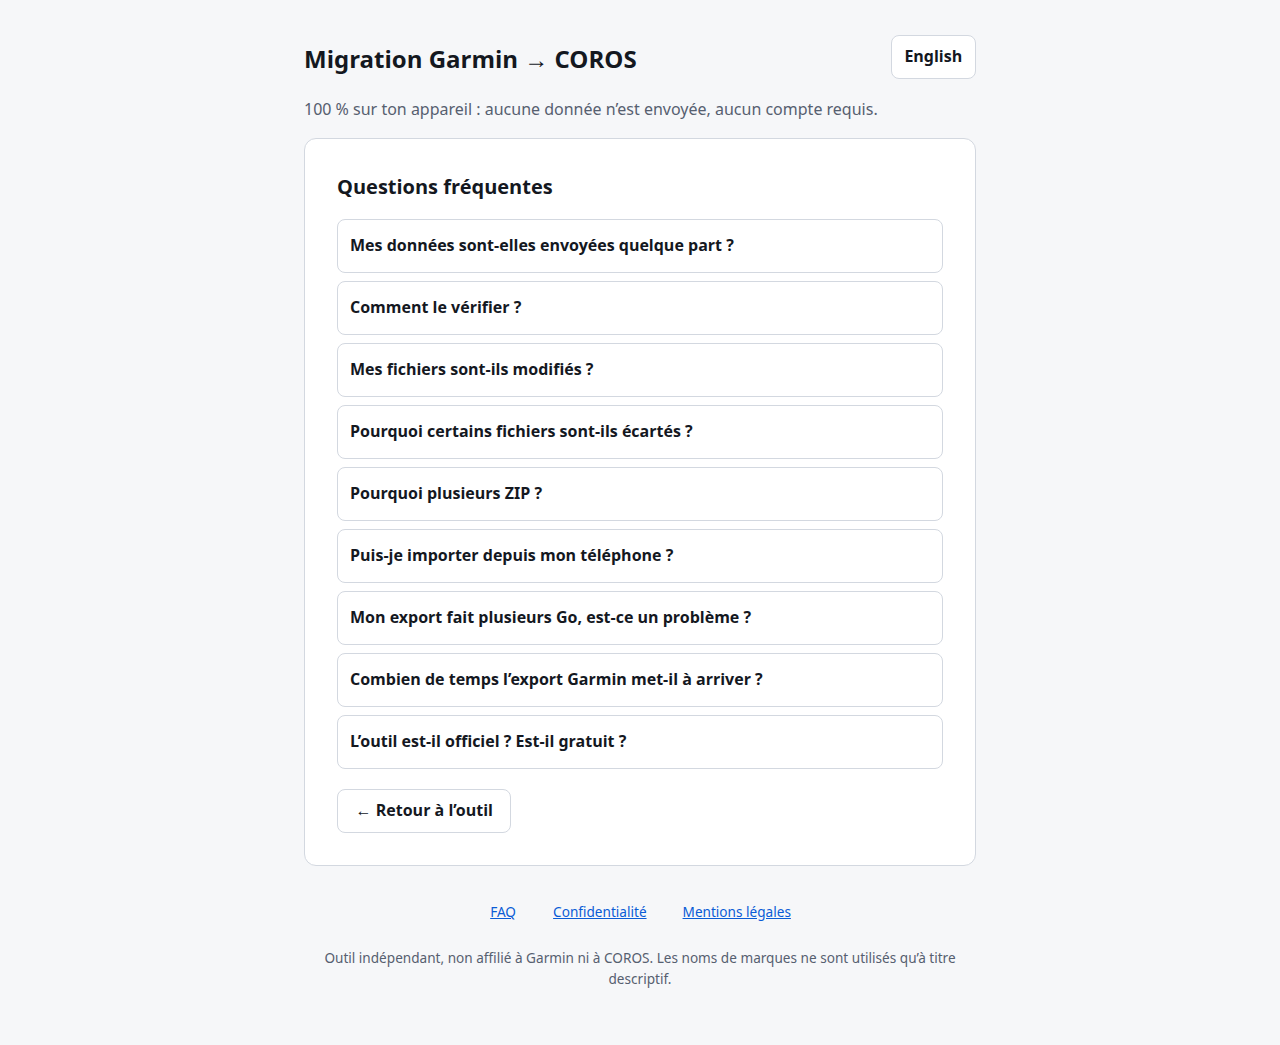 Migration Garmin → COROS
English
100 % sur ton appareil : aucune donnée n’est envoyée, aucun compte requis.
Questions fréquentes
Mes données sont-elles envoyées quelque part ?
Comment le vérifier ?
Mes fichiers sont-ils modifiés ?
Pourquoi certains fichiers sont-ils écartés ?
Pourquoi plusieurs ZIP ?
Puis-je importer depuis mon téléphone ?
Mon export fait plusieurs Go, est-ce un problème ?
Combien de temps l’export Garmin met-il à arriver ?
L’outil est-il officiel ? Est-il gratuit ?
← Retour à l’outil
FAQ Confidentialité Mentions légales
Outil indépendant, non affilié à Garmin ni à COROS. Les noms de marques ne sont utilisés qu’à titre
descriptif.